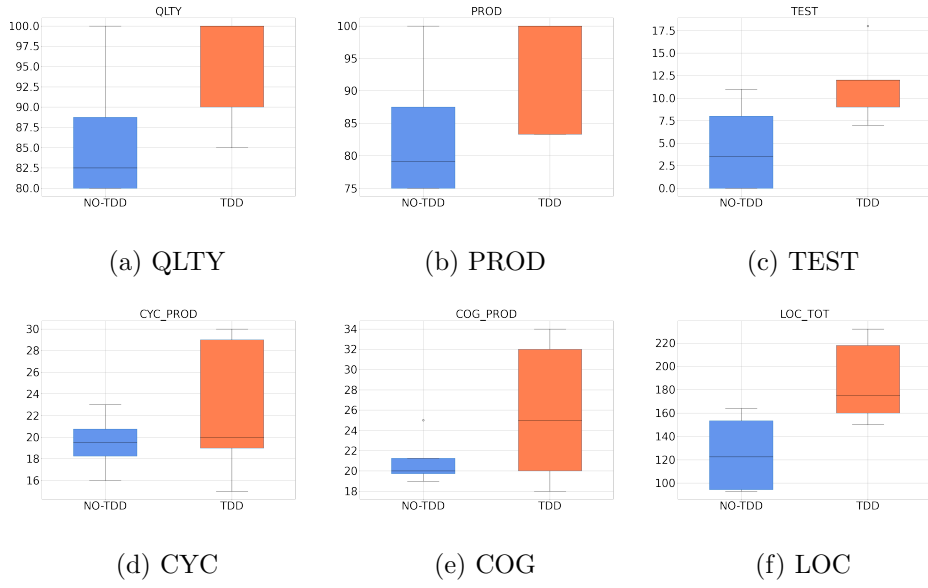 QLTY
100.0
97.5
95.0
92.5
90.0
87.5
85.0
82.5
80.0
NO-TDD TDD
(a) QLTY
PROD
100
95
90
85
80
75
NO-TDD TDD
(b) PROD
TEST
17.5
15.0
12.5
10.0
7.5
5.0
2.5
0.0
NO-TDD TDD
(c) TEST
CYC_PROD
30
28
26
24
22
20
18
16
NO-TDD TDD
(d) CYC
COG_PROD
34
32
30
28
26
24
22
20
18
NO-TDD TDD
(e) COG
LOC_TOT
220
200
180
160
140
120
100
NO-TDD TDD
(f) LOC